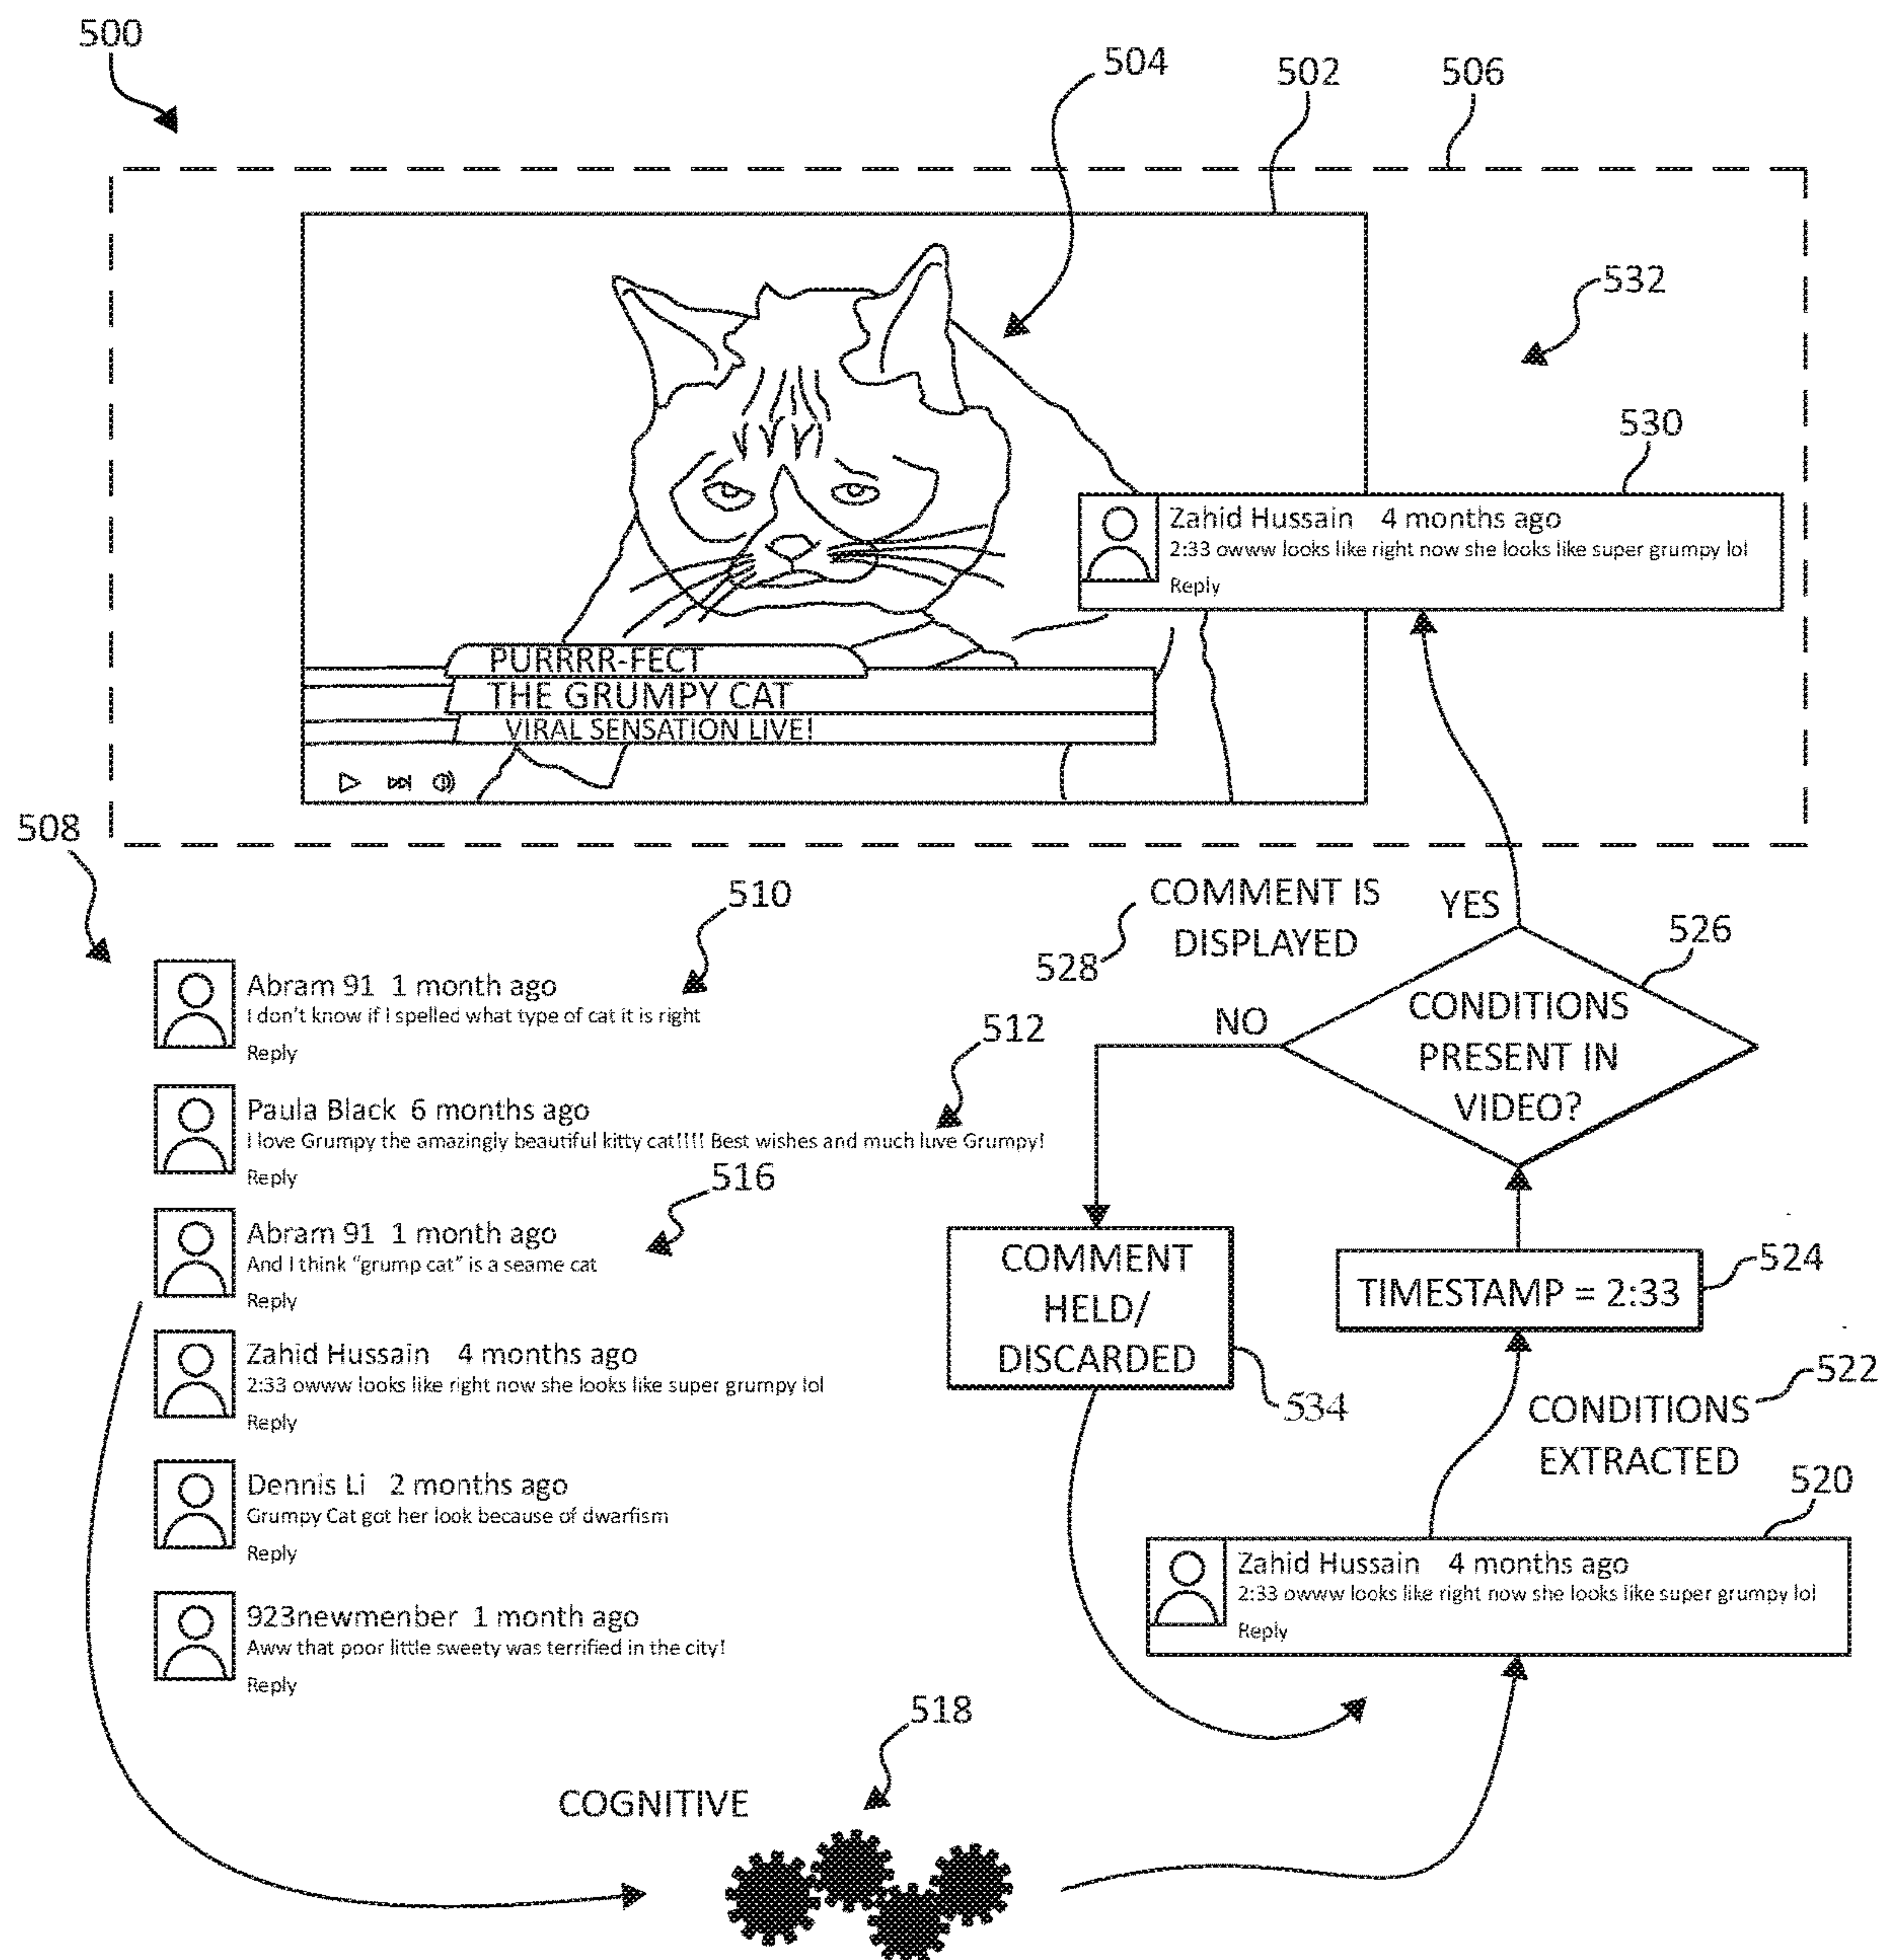 500
504
502
506
532
530
Zahid Hussain 4 months ago
2:33 owww looks like right now she looks like super grumpy lol
Reply
PURRRR-FECT
THE GRUMPY CAT
VIRAL SENSATION LIVE!
508
510
Abram 91 1 month ago
I don't know if I spelled what type of cat it is right
Reply
512
Paula Black 6 months ago
I love Grumpy the amazingly beautiful kitty cat!!!! Best wishes and much luve Grumpy!
Reply
516
Abram 91 1 month ago
And I think "grump cat" is a seame cat
Reply
Zahid Hussain 4 months ago
2:33 owww looks like right now she looks like super grumpy lol
Reply
Dennis Li 2 months ago
Grumpy Cat got her look because of dwarfism
Reply
923newmenber 1 month ago
Aww that poor little sweety was terrified in the city!
Reply
COMMENT IS
DISPLAYED
528
YES
526
NO
CONDITIONS
PRESENT IN
VIDEO?
COMMENT
HELD/
DISCARDED
534
524
TIMESTAMP = 2:33
522
CONDITIONS
EXTRACTED
520
Zahid Hussain 4 months ago
2:33 owww looks like right now she looks like super grumpy lol
Reply
518
COGNITIVE